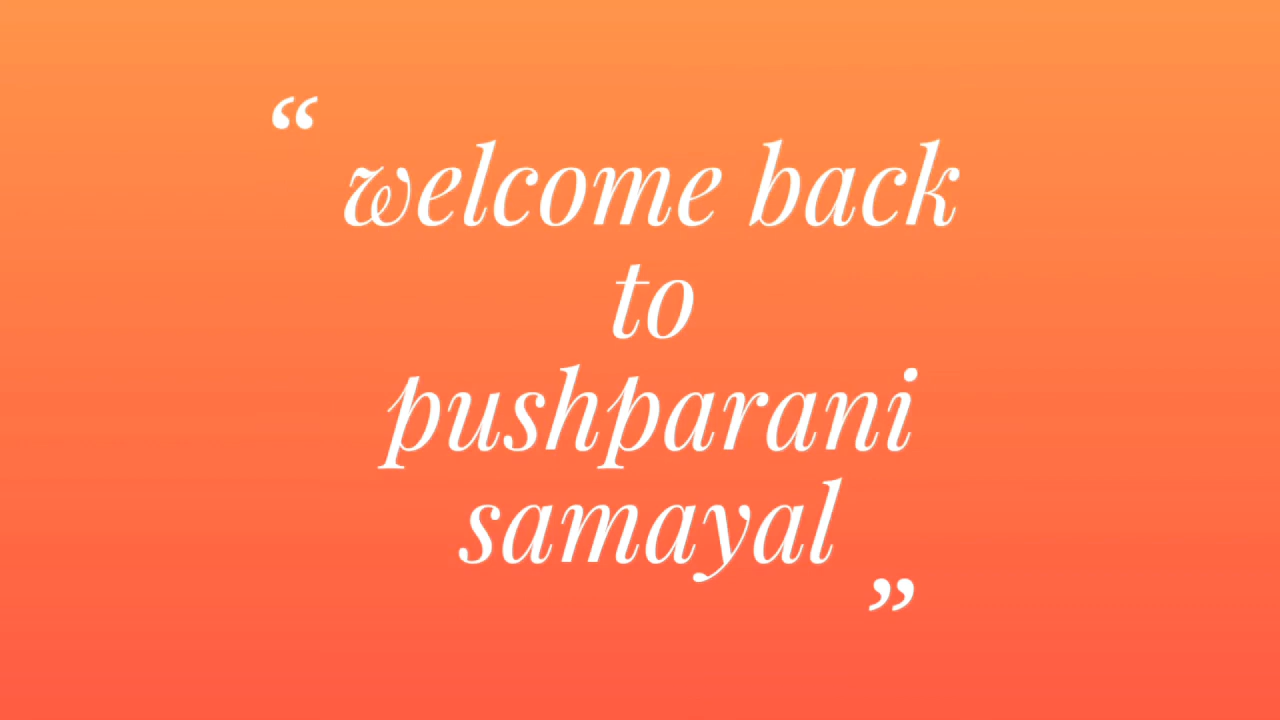 “
welcome back
to
pushparani
samayal
”